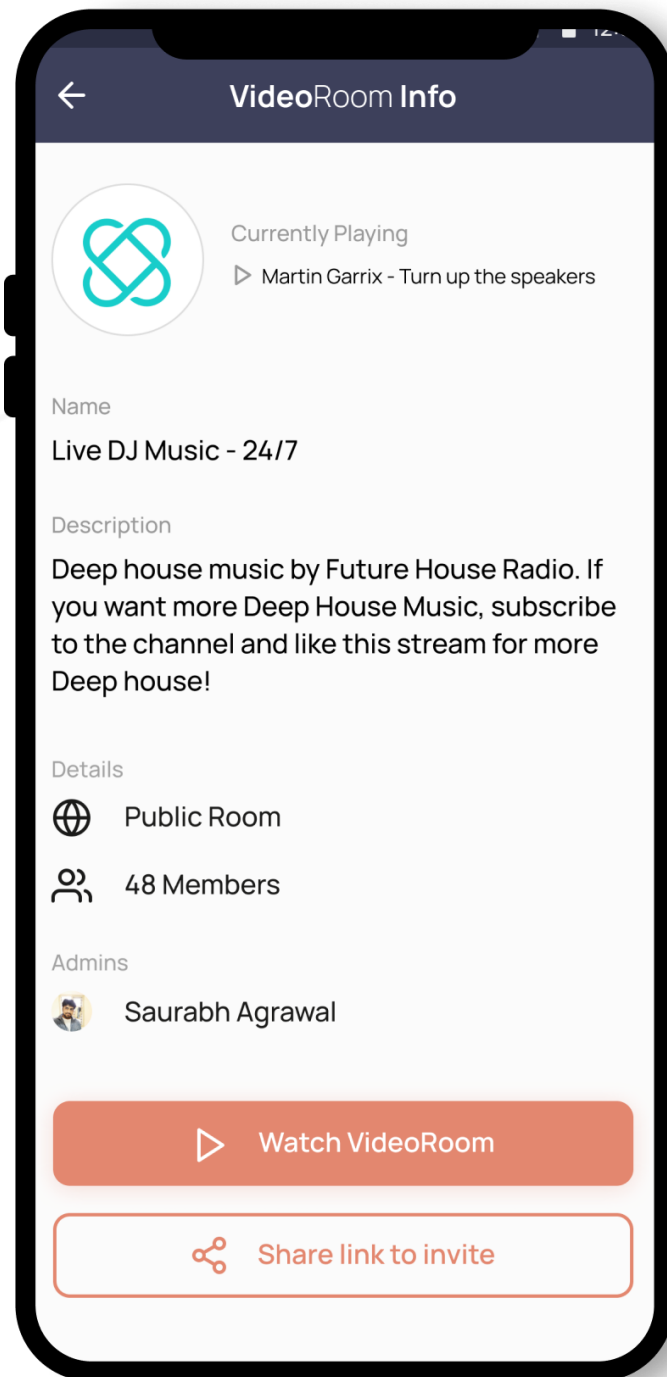 VideoRoom Info
Currently Playing
Martin Garrix - Turn up the speakers
Name
Live DJ Music - 24/7
Description
Deep house music by Future House Radio. If
you want more Deep House Music, subscribe
to the channel and like this stream for more
Deep house!
Details
Public Room
48 Members
Admins
Saurabh Agrawal
Watch VideoRoom
Share link to invite